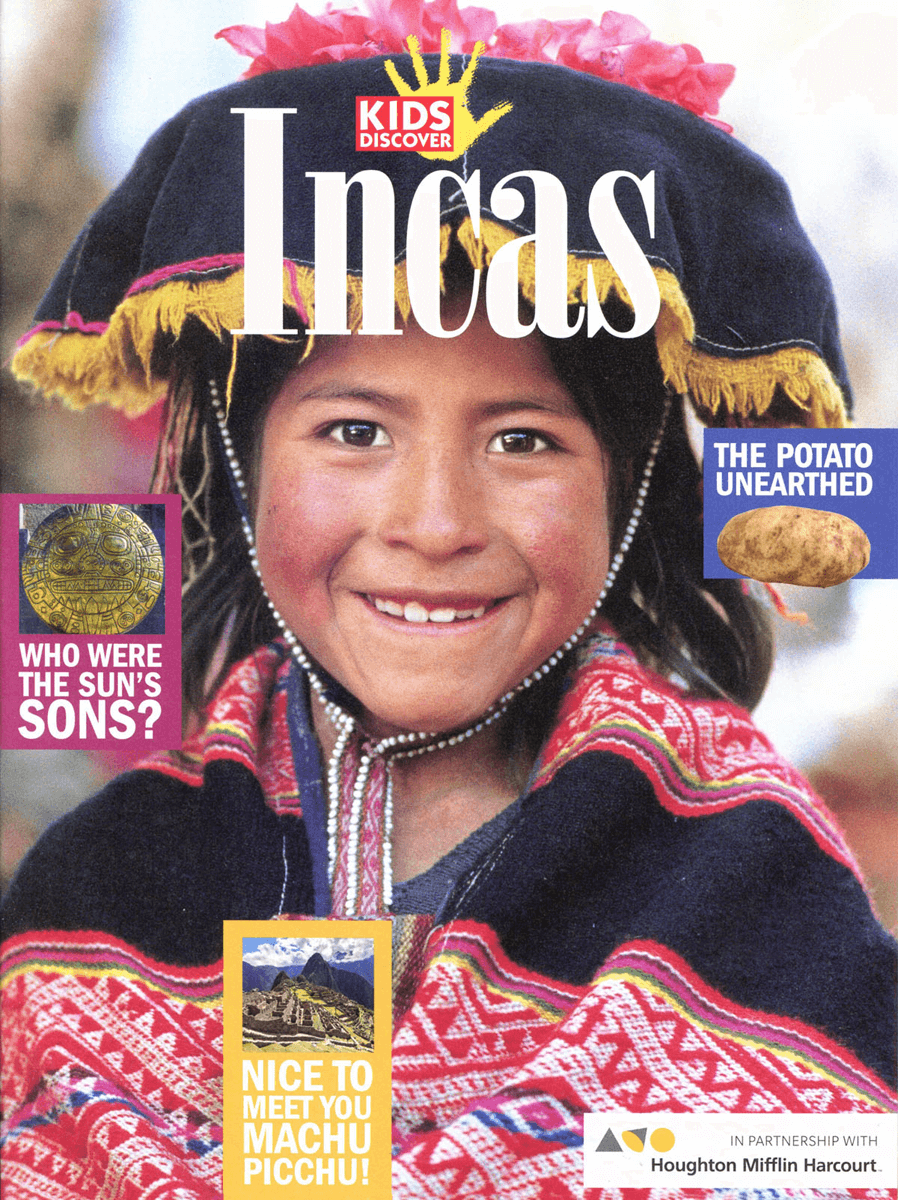 KIDS
DISCOVER
Incas
THE POTATO
UNEARTHED
WHO WERE
THE SUN'S
SONS?
NICE TO
MEET YOU
MACHU
PICCHU!
IN PARTNERSHIP WITH
Houghton Mifflin Harcourt™